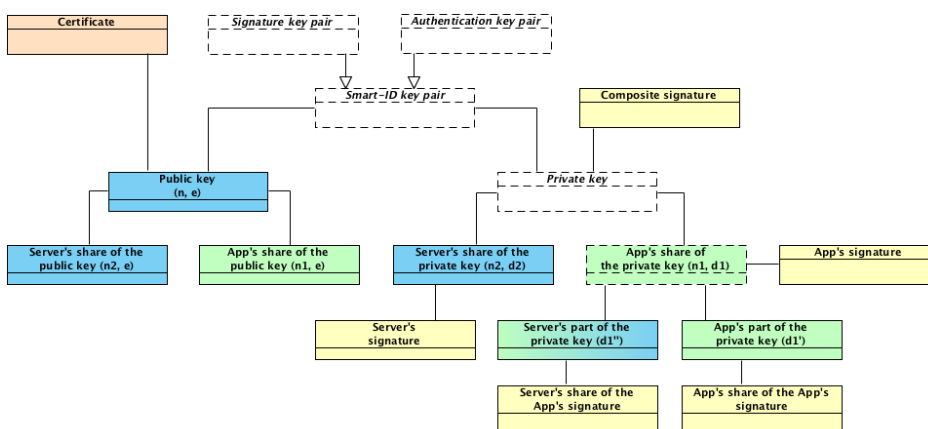 Certificate
Signature key pair
Authentication key pair
Smart-ID key pair
Composite signature
Public key
(n, e)
Private key
Server's share of the
public key (n2, e)
App's share of the
public key (n1, e)
Server's share of the
private key (n2, d2)
App's share of
the private key (n1, d1)
App's signature
Server's
signature
Server's part of the
private key (d1'')
App's part of the
private key (d1')
Server's share of the
App's signature
App's share of the App's
signature